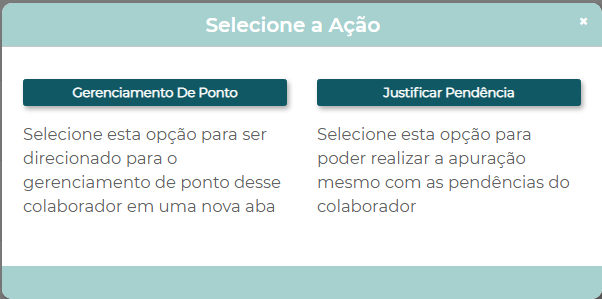 Selecione a Ação
×
Gerenciamento De Ponto
Selecione esta opção para ser
direcionado para o
gerenciamento de ponto desse
colaborador em uma nova aba
Justificar Pendência
Selecione esta opção para
poder realizar a apuração
mesmo com as pendências do
colaborador